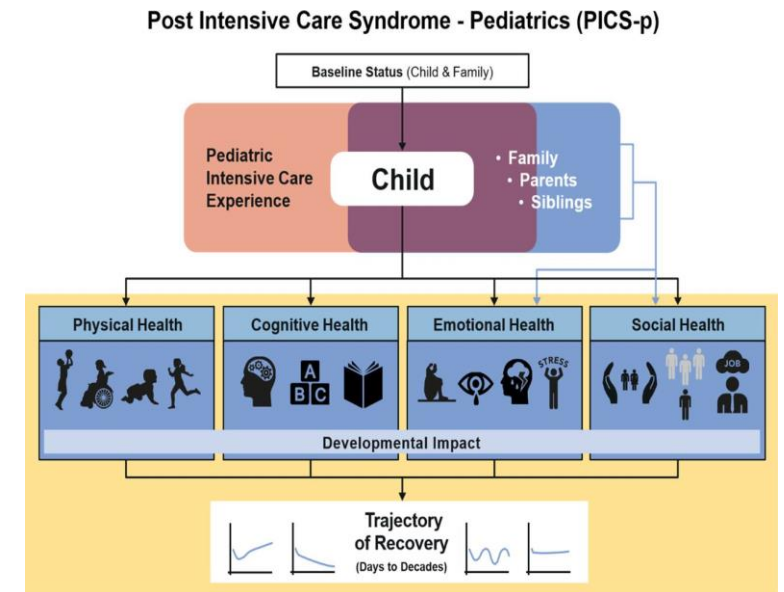 Post Intensive Care Syndrome - Pediatrics (PICS-p)
Baseline Status (Child & Family)
Pediatric
Intensive Care
Experience
Child
• Family
• Parents
• Siblings
Physical Health
Cognitive Health
Emotional Health
Social Health
A
B C
STRESS
JOB
Developmental Impact
Trajectory
of Recovery
(Days to Decades)